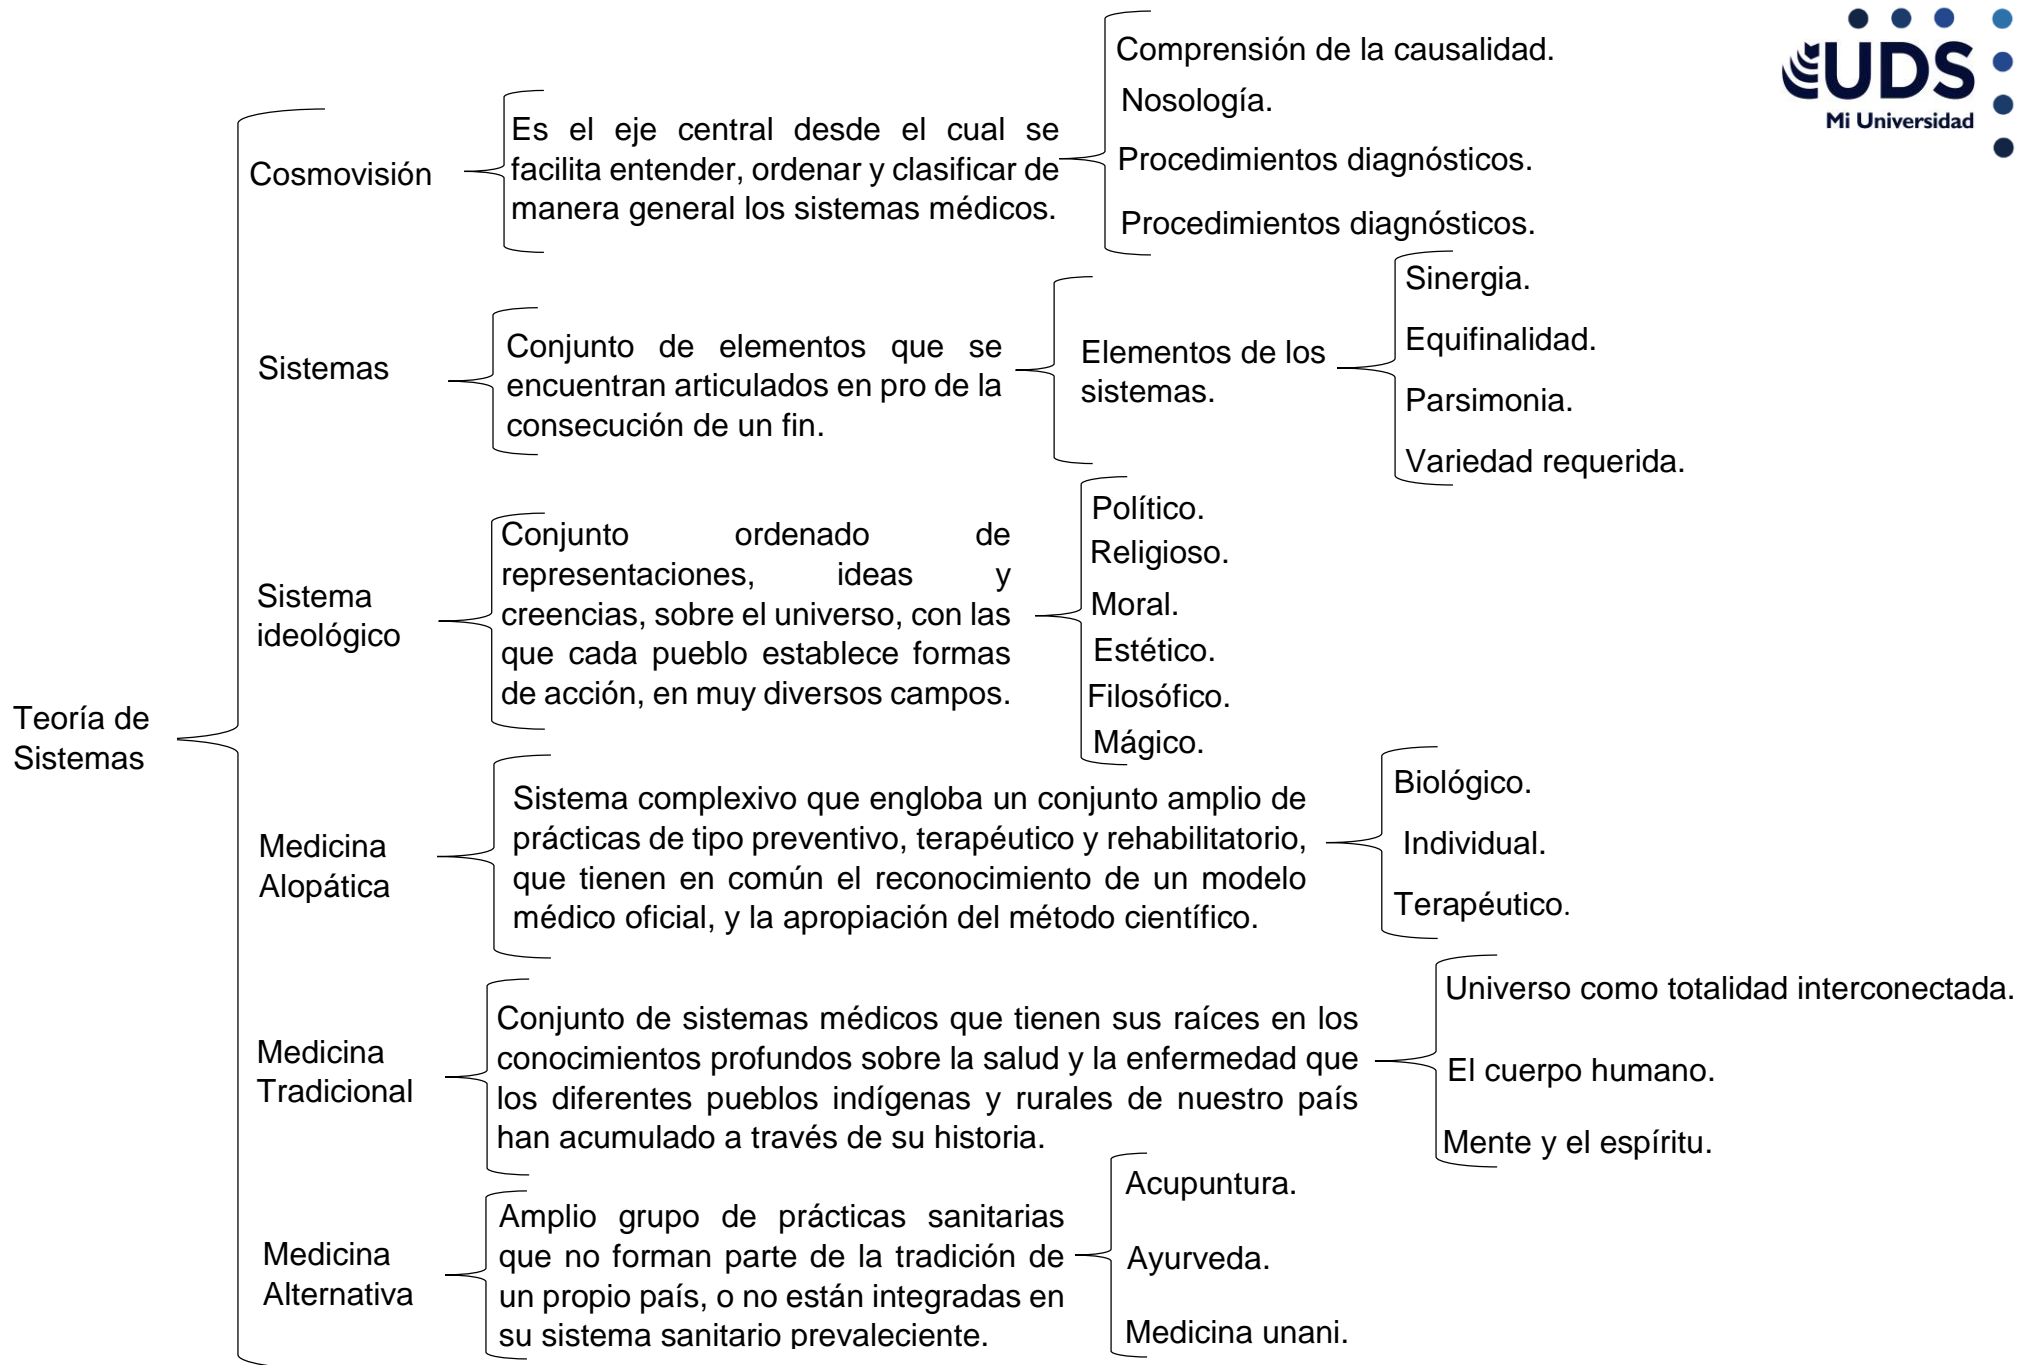 UDS
Mi Universidad
Teoría de
Sistemas
Cosmovisión
Es el eje central desde el cual se
facilita entender, ordenar y clasificar de
manera general los sistemas médicos.
Comprensión de la causalidad.
Nosología.
Procedimientos diagnósticos.
Procedimientos diagnósticos.
Sistemas
Conjunto de elementos que se
encuentran articulados en pro de la
consecución de un fin.
Elementos de los
sistemas.
Sinergia.
Equifinalidad.
Parsimonia.
Variedad requerida.
Sistema
ideológico
Conjunto ordenado de
representaciones, ideas y
creencias, sobre el universo, con las
que cada pueblo establece formas
de acción, en muy diversos campos.
Político.
Religioso.
Moral.
Estético.
Filosófico.
Mágico.
Medicina
Alopática
Sistema complexivo que engloba un conjunto amplio de
prácticas de tipo preventivo, terapéutico y rehabilitatorio,
que tienen en común el reconocimiento de un modelo
médico oficial, y la apropiación del método científico.
Biológico.
Individual.
Terapéutico.
Medicina
Tradicional
Conjunto de sistemas médicos que tienen sus raíces en los
conocimientos profundos sobre la salud y la enfermedad que
los diferentes pueblos indígenas y rurales de nuestro país
han acumulado a través de su historia.
Universo como totalidad interconectada.
El cuerpo humano.
Mente y el espíritu.
Medicina
Alternativa
Amplio grupo de prácticas sanitarias
que no forman parte de la tradición de
un propio país, o no están integradas en
su sistema sanitario prevaleciente.
Acupuntura.
Ayurveda.
Medicina unani.